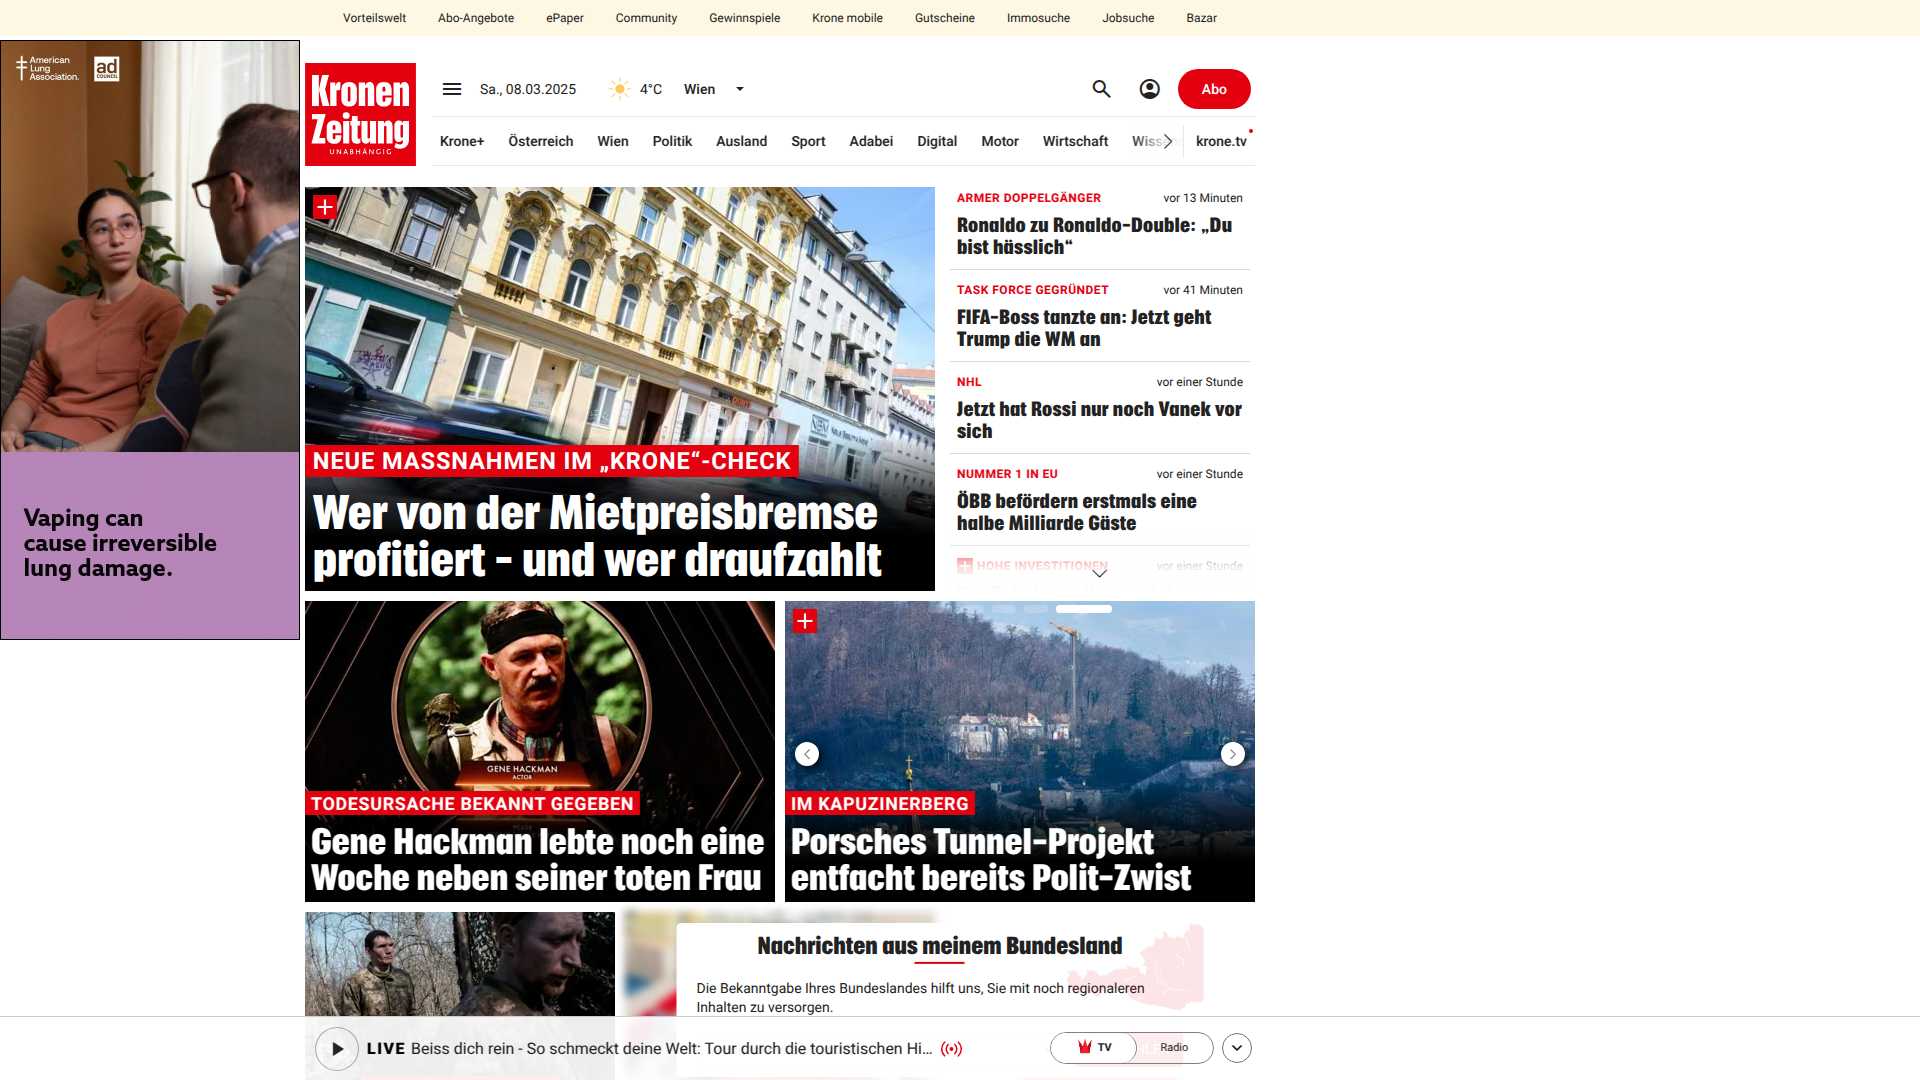 Vorteilswelt Abo-Angebote ePaper Community Gewinnspiele Krone mobile Gutscheine Immosuche Jobsuche Bazar
American Lung Association. ad COUNCIL
Kronen Zeitung UNABHÄNGIG
Sa., 08.03.2025 4°C Wien Abo
Krone+ Österreich Wien Politik Ausland Sport Adabei Digital Motor Wirtschaft krone.tv
Vaping can
cause irreversible
lung damage.
NEUE MASSNAHMEN IM „KRONE“-CHECK
Wer von der Mietpreisbremse
profitiert – und wer draufzahlt
ARMER DOPPELGÄNGER vor 13 Minuten
Ronaldo zu Ronaldo-Double: „Du
bist hässlich“
TASK FORCE GEGRÜNDET vor 41 Minuten
FIFA-Boss tanzte an: Jetzt geht
Trump die WM an
NHL vor einer Stunde
Jetzt hat Rossi nur noch Vanek vor
sich
NUMMER 1 IN EU vor einer Stunde
ÖBB befördern erstmals eine
halbe Milliarde Gäste
HOHE INVESTITIONEN vor einer Stunde
GENE HACKMAN
ACTOR
TODESURSACHE BEKANNT GEGEBEN
Gene Hackman lebte noch eine
Woche neben seiner toten Frau
IM KAPUZINERBERG
Porsches Tunnel-Projekt
entfacht bereits Polit-Zwist
Nachrichten aus meinem Bundesland
Die Bekanntgabe Ihres Bundeslandes hilft uns, Sie mit noch regionaleren
Inhalten zu versorgen.
LIVE Beiss dich rein - So schmeckt deine Welt: Tour durch die touristischen Hi... TV Radio